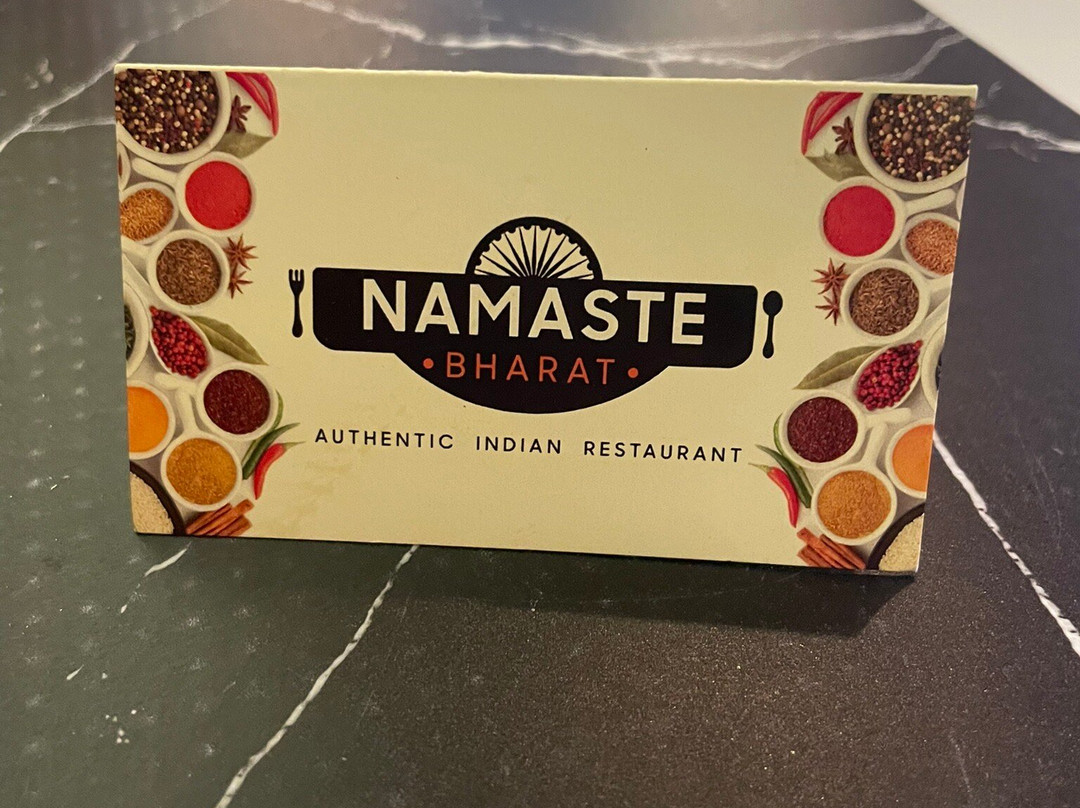 NAMASTE
• BHARAT •
AUTHENTIC INDIAN RESTAURANT